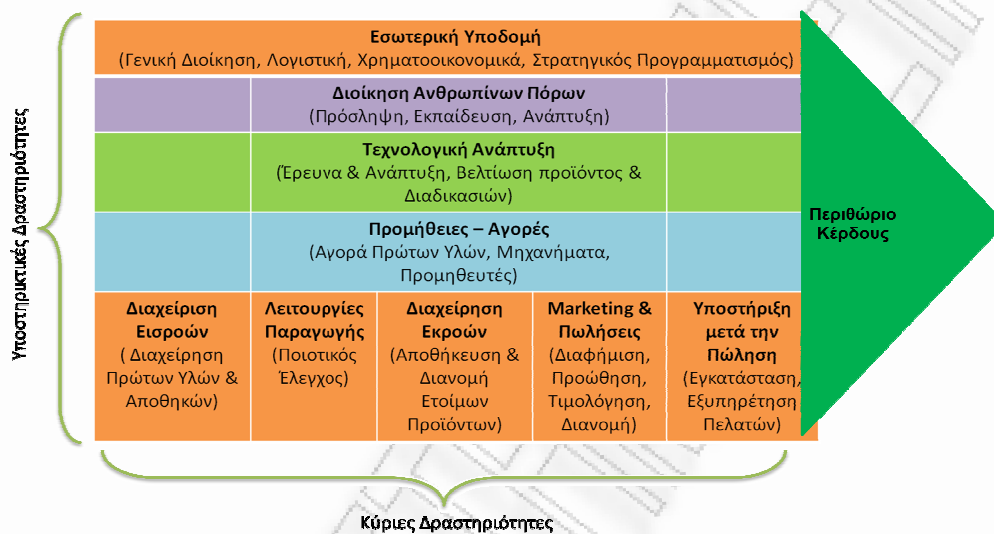 Υποστηρικτικές Δραστηριότητες
Εσωτερική Υποδομή
(Γενική Διοίκηση, Λογιστική, Χρηματοοικονομικά, Στρατηγικός Προγραμματισμός)
Διοίκηση Ανθρωπίνων Πόρων
(Πρόσληψη, Εκπαίδευση, Ανάπτυξη)
Τεχνολογική Ανάπτυξη
(Έρευνα & Ανάπτυξη, Βελτίωση προϊόντος &
Διαδικασιών)
Προμήθειες – Αγορές
(Αγορά Πρώτων Υλών, Μηχανήματα,
Προμηθευτές)
Διαχείριση
Εισροών
( Διαχείρηση
Πρώτων Υλών &
Αποθηκών)
Λειτουργίες
Παραγωγής
(Ποιοτικός
Έλεγχος)
Διαχείρηση
Εκροών
(Αποθήκευση &
Διανομή
Ετοίμων
Προϊόντων)
Marketing &
Πωλήσεις
(Διαφήμιση,
Προώθηση,
Τιμολόγηση,
Διανομή)
Υποστήριξη
μετά την
Πώληση
(Εγκατάσταση,
Εξυπηρέτηση
Πελατών)
Περιθώριο
Κέρδους
Κύριες Δραστηριότητες